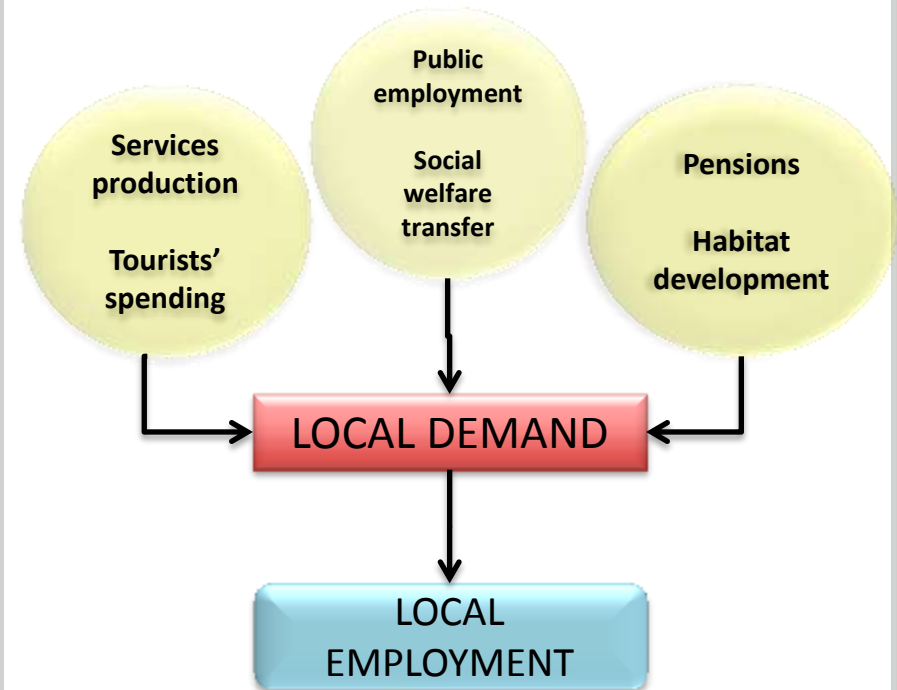 Services
production
Tourists’
spending
Public
employment
Social
welfare
transfer
Pensions
Habitat
development
LOCAL DEMAND
LOCAL
EMPLOYMENT